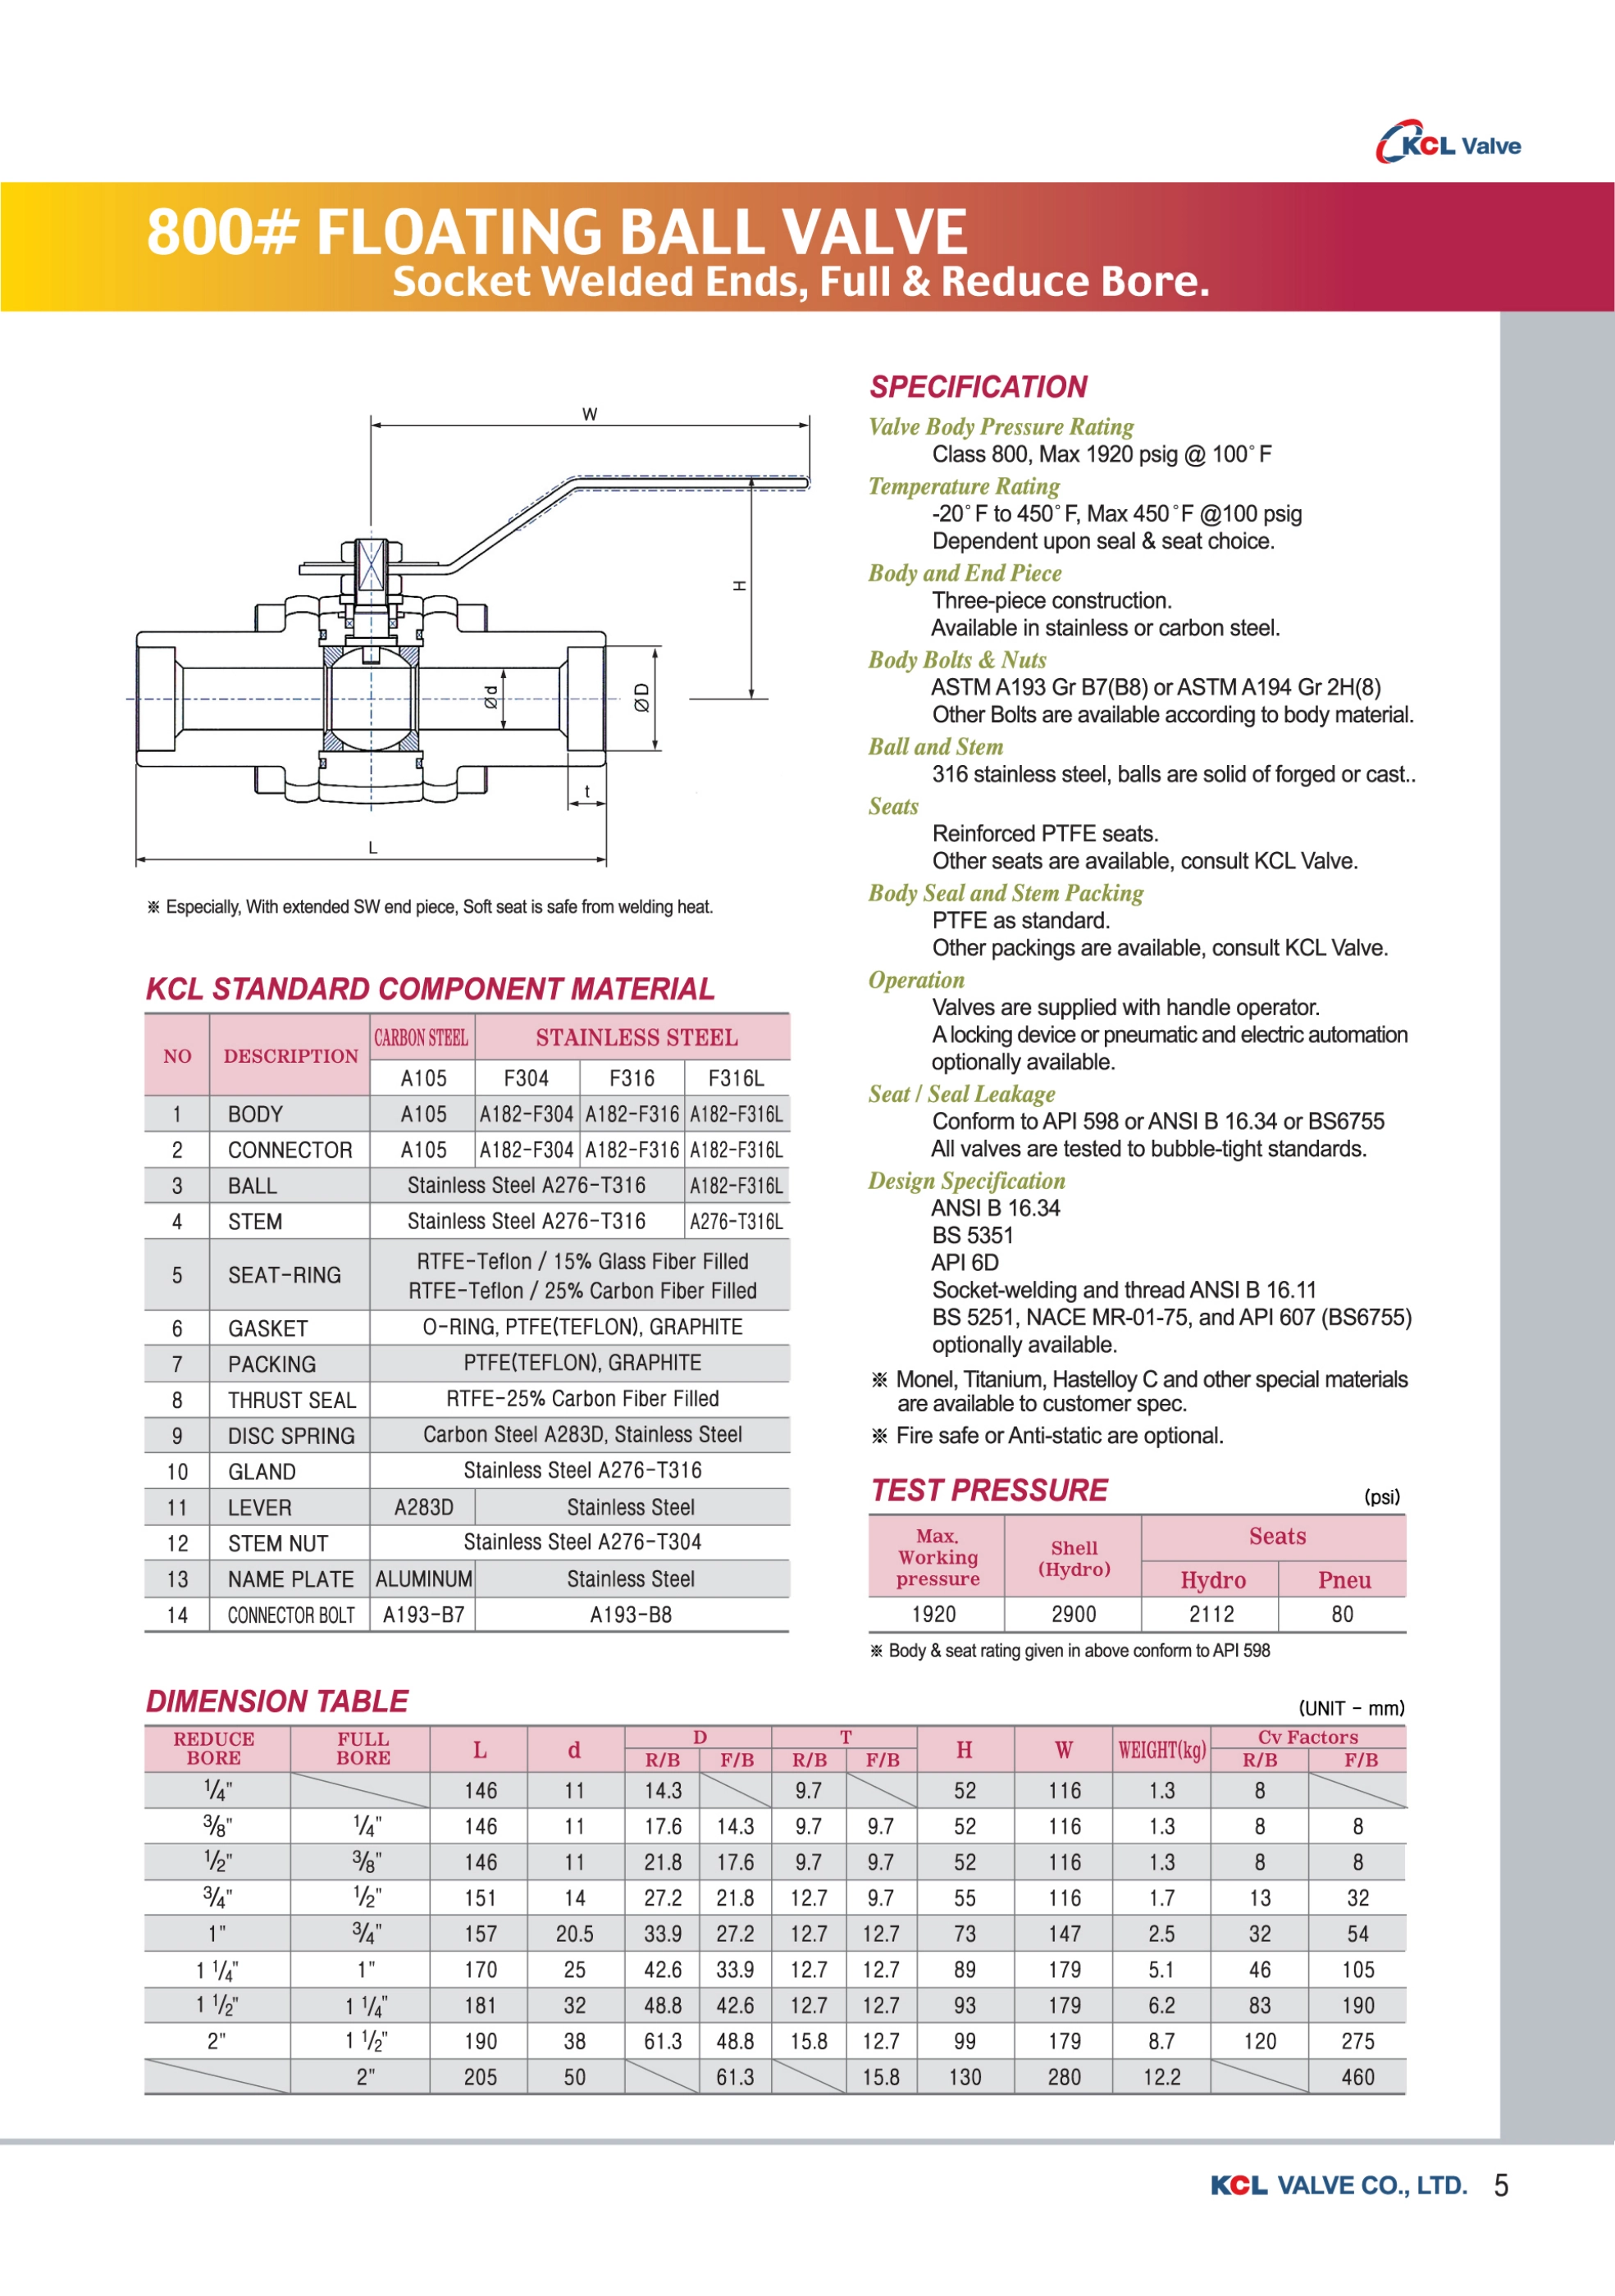 KCL Valve
800# FLOATING BALL VALVE
Socket Welded Ends, Full & Reduce Bore.
W
H
Ød
ØD
t
L
※ Especially, With extended SW end piece, Soft seat is safe from welding heat.
KCL STANDARD COMPONENT MATERIAL
NO DESCRIPTION CARBON STEEL STAINLESS STEEL
A105 F304 F316 F316L
1 BODY A105 A182-F304 A182-F316 A182-F316L
2 CONNECTOR A105 A182-F304 A182-F316 A182-F316L
3 BALL Stainless Steel A276-T316 A182-F316L
4 STEM Stainless Steel A276-T316 A276-T316L
5 SEAT-RING RTFE-Teflon / 15% Glass Fiber Filled
RTFE-Teflon / 25% Carbon Fiber Filled
6 GASKET O-RING, PTFE(TEFLON), GRAPHITE
7 PACKING PTFE(TEFLON), GRAPHITE
8 THRUST SEAL RTFE-25% Carbon Fiber Filled
9 DISC SPRING Carbon Steel A283D, Stainless Steel
10 GLAND Stainless Steel A276-T316
11 LEVER A283D Stainless Steel
12 STEM NUT Stainless Steel A276-T304
13 NAME PLATE ALUMINUM Stainless Steel
14 CONNECTOR BOLT A193-B7 A193-B8
SPECIFICATION
Valve Body Pressure Rating
Class 800, Max 1920 psig @ 100°F
Temperature Rating
-20°F to 450°F, Max 450°F @100 psig
Dependent upon seal & seat choice.
Body and End Piece
Three-piece construction.
Available in stainless or carbon steel.
Body Bolts & Nuts
ASTM A193 Gr B7(B8) or ASTM A194 Gr 2H(8)
Other Bolts are available according to body material.
Ball and Stem
316 stainless steel, balls are solid of forged or cast..
Seats
Reinforced PTFE seats.
Other seats are available, consult KCL Valve.
Body Seal and Stem Packing
PTFE as standard.
Other packings are available, consult KCL Valve.
Operation
Valves are supplied with handle operator.
A locking device or pneumatic and electric automation
optionally available.
Seat / Seal Leakage
Conform to API 598 or ANSI B 16.34 or BS6755
All valves are tested to bubble-tight standards.
Design Specification
ANSI B 16.34
BS 5351
API 6D
Socket-welding and thread ANSI B 16.11
BS 5251, NACE MR-01-75, and API 607 (BS6755)
optionally available.
※ Monel, Titanium, Hastelloy C and other special materials
are available to customer spec.
※ Fire safe or Anti-static are optional.
TEST PRESSURE (psi)
Max. Working pressure Shell (Hydro) Seats
Hydro Pneu
1920 2900 2112 80
※ Body & seat rating given in above conform to API 598
DIMENSION TABLE (UNIT - mm)
REDUCE BORE FULL BORE L d D T H W WEIGHT(kg) Cv Factors
R/B F/B R/B F/B R/B F/B
1/4" 146 11 14.3 9.7 52 116 1.3 8
3/8" 1/4" 146 11 17.6 14.3 9.7 9.7 52 116 1.3 8 8
1/2" 3/8" 146 11 21.8 17.6 9.7 9.7 52 116 1.3 8 8
3/4" 1/2" 151 14 27.2 21.8 12.7 9.7 55 116 1.7 13 32
1" 3/4" 157 20.5 33.9 27.2 12.7 12.7 73 147 2.5 32 54
1 1/4" 1" 170 25 42.6 33.9 12.7 12.7 89 179 5.1 46 105
1 1/2" 1 1/4" 181 32 48.8 42.6 12.7 12.7 93 179 6.2 83 190
2" 1 1/2" 190 38 61.3 48.8 15.8 12.7 99 179 8.7 120 275
2" 205 50 61.3 15.8 130 280 12.2 460
KCL VALVE CO., LTD. 5